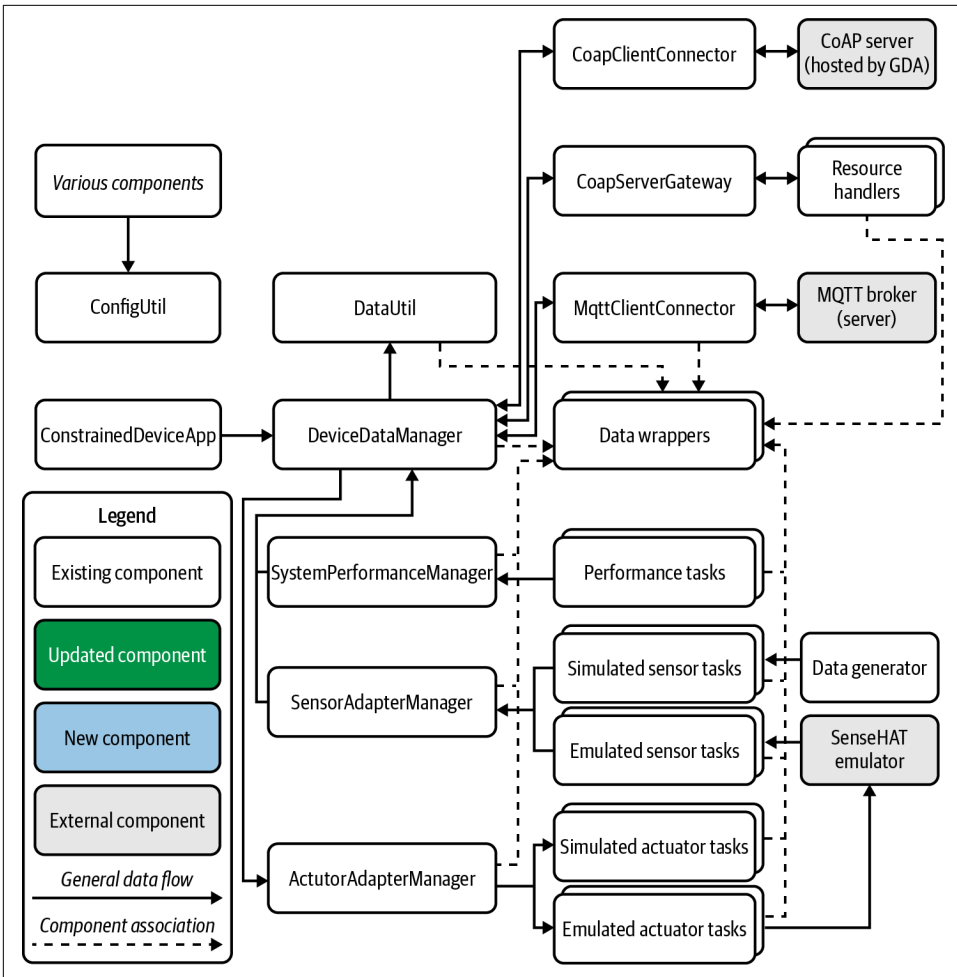 CoapClientConnector
CoAP server
(hosted by GDA)
Various components
CoapServerGateway
Resource
handlers
ConfigUtil
DataUtil
MqttClientConnector
MQTT broker
(server)
ConstrainedDeviceApp
DeviceDataManager
Data wrappers
Legend
Existing component
Updated component
New component
External component
General data flow
Component association
SystemPerformanceManager
Performance tasks
SensorAdapterManager
Simulated sensor tasks
Data generator
Emulated sensor tasks
SenseHAT
emulator
ActutorAdapterManager
Simulated actuator tasks
Emulated actuator tasks